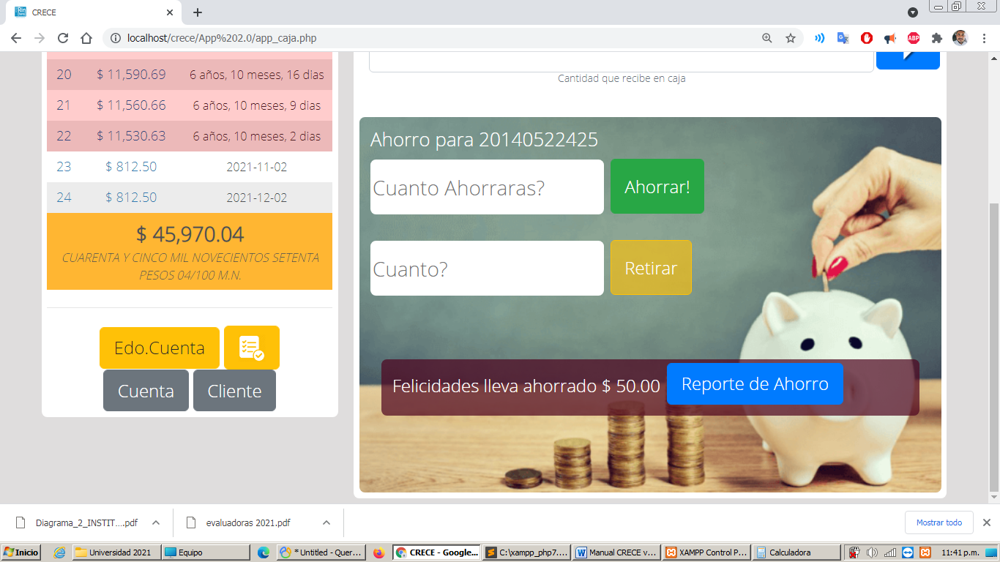 CRECE
localhost/crece/App%202.0/app_caja.php
ABP
20 $ 11,590.69 6 años, 10 meses, 16 dias
21 $ 11,560.66 6 años, 10 meses, 9 dias
22 $ 11,530.63 6 años, 10 meses, 2 dias
23 $ 812.50 2021-11-02
24 $ 812.50 2021-12-02
$ 45,970.04
CUARENTA Y CINCO MIL NOVECIENTOS SETENTA
PESOS 04/100 M.N.
Edo.Cuenta
Cuenta Cliente
Cantidad que recibe en caja
Ahorro para 20140522425
Cuanto Ahorraras? Ahorrar!
Cuanto? Retirar
Felicidades lleva ahorrado $ 50.00 Reporte de Ahorro
Diagrama_2_INSTIT....pdf evaluadoras 2021.pdf Mostrar todo
Inicio Universidad 2021 Equipo * Untitled - Quer... CRECE - Google... C:\xampp_php7.... Manual CRECE v... XAMPP Control P... Calculadora 11:41 p.m.